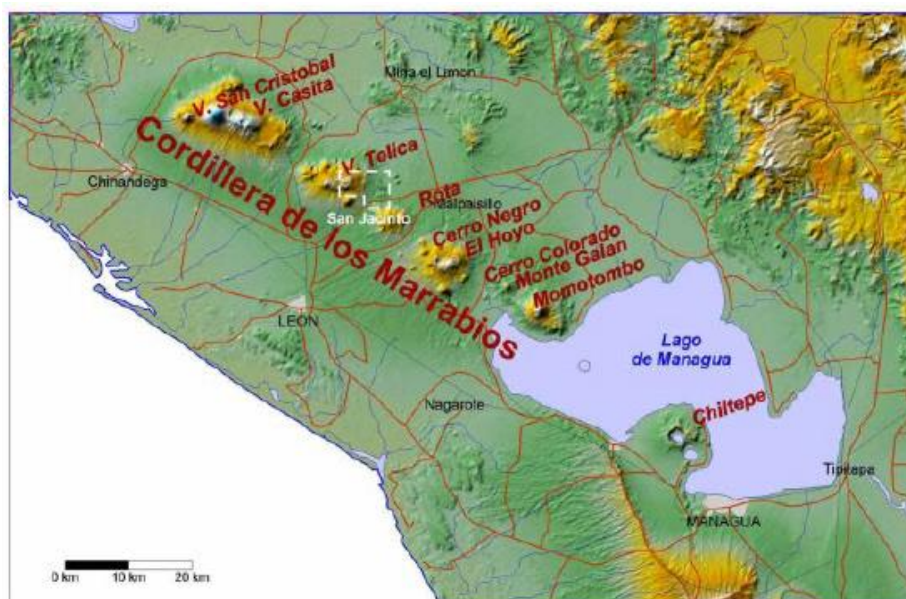 Mina el Limon
V. San Cristobal
V. Casita
Cordillera de los Marrabios
Chinandega
V. Telica
Rota
Malpaisillo
San Jacinto
Cerro Negro
El Hoyo
Cerro Colorado
Monte Galan
Momotombo
LEON
Lago
de Managua
Nagarote
Chiltepe
Tipitapa
MANAGUA
0 km 10 km 20 km